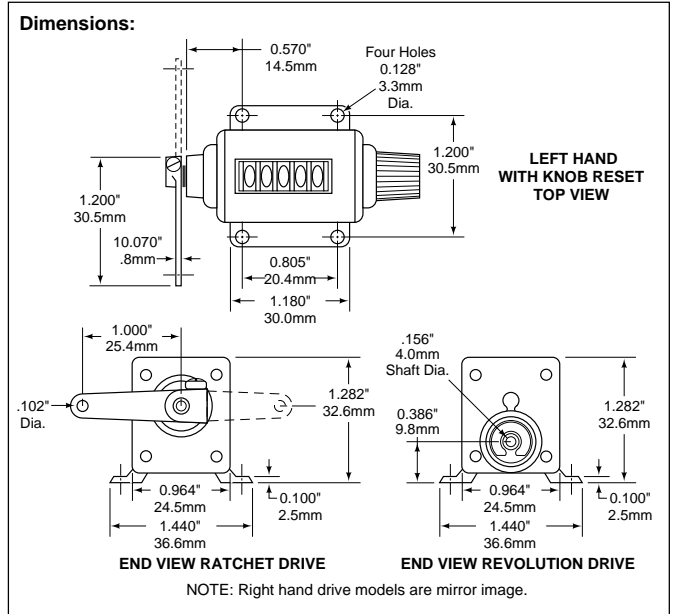 Dimensions:
0.570"
14.5mm
Four Holes
0.128"
3.3mm
Dia.
1.200"
30.5mm
LEFT HAND
WITH KNOB RESET
TOP VIEW
00000
1.200"
30.5mm
10.070"
.8mm
0.805"
20.4mm
1.180"
30.0mm
1.000"
25.4mm
.102"
Dia.
1.282"
32.6mm
0.964"
24.5mm
0.100"
2.5mm
1.440"
36.6mm
END VIEW RATCHET DRIVE
.156"
4.0mm
Shaft Dia.
0.386"
9.8mm
1.282"
32.6mm
0.964"
24.5mm
0.100"
2.5mm
1.440"
36.6mm
END VIEW REVOLUTION DRIVE
NOTE: Right hand drive models are mirror image.